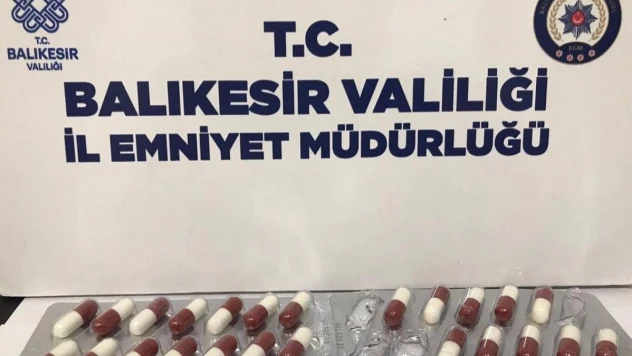 T.C.
BALIKESİR
VALİLİĞİ
EGM
T.C.
BALIKESİR VALİLİĞİ
İL EMNİYET MÜDÜRLÜĞÜ